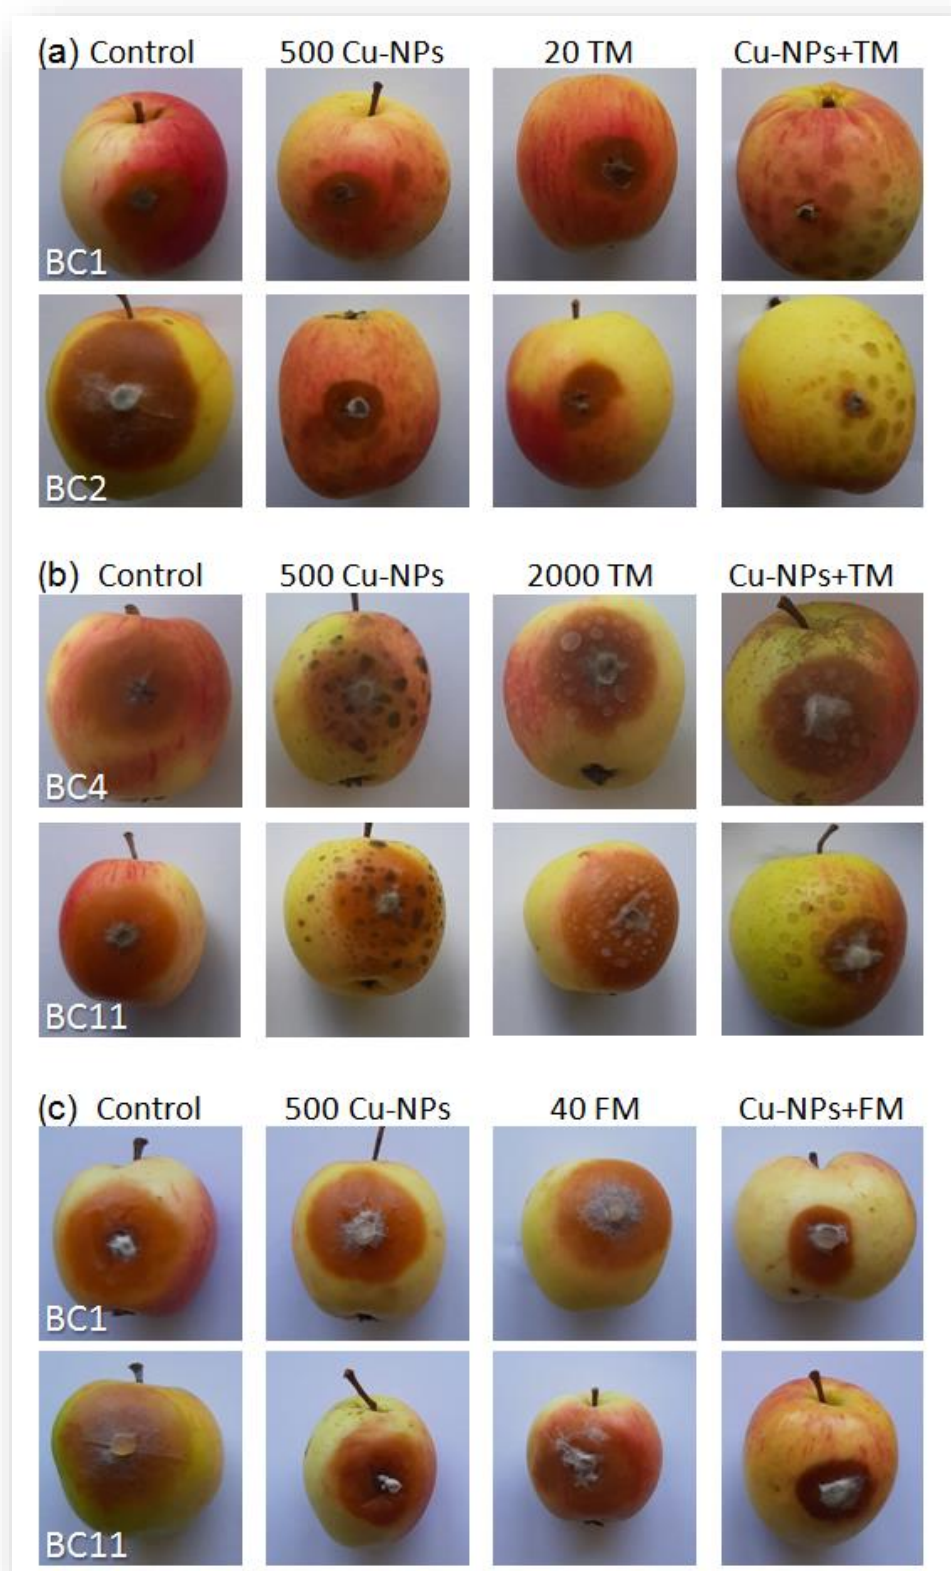 (a) Control 500 Cu-NPs 20 TM Cu-NPs+TM
BC1
BC2
(b) Control 500 Cu-NPs 2000 TM Cu-NPs+TM
BC4
BC11
(c) Control 500 Cu-NPs 40 FM Cu-NPs+FM
BC1
BC11